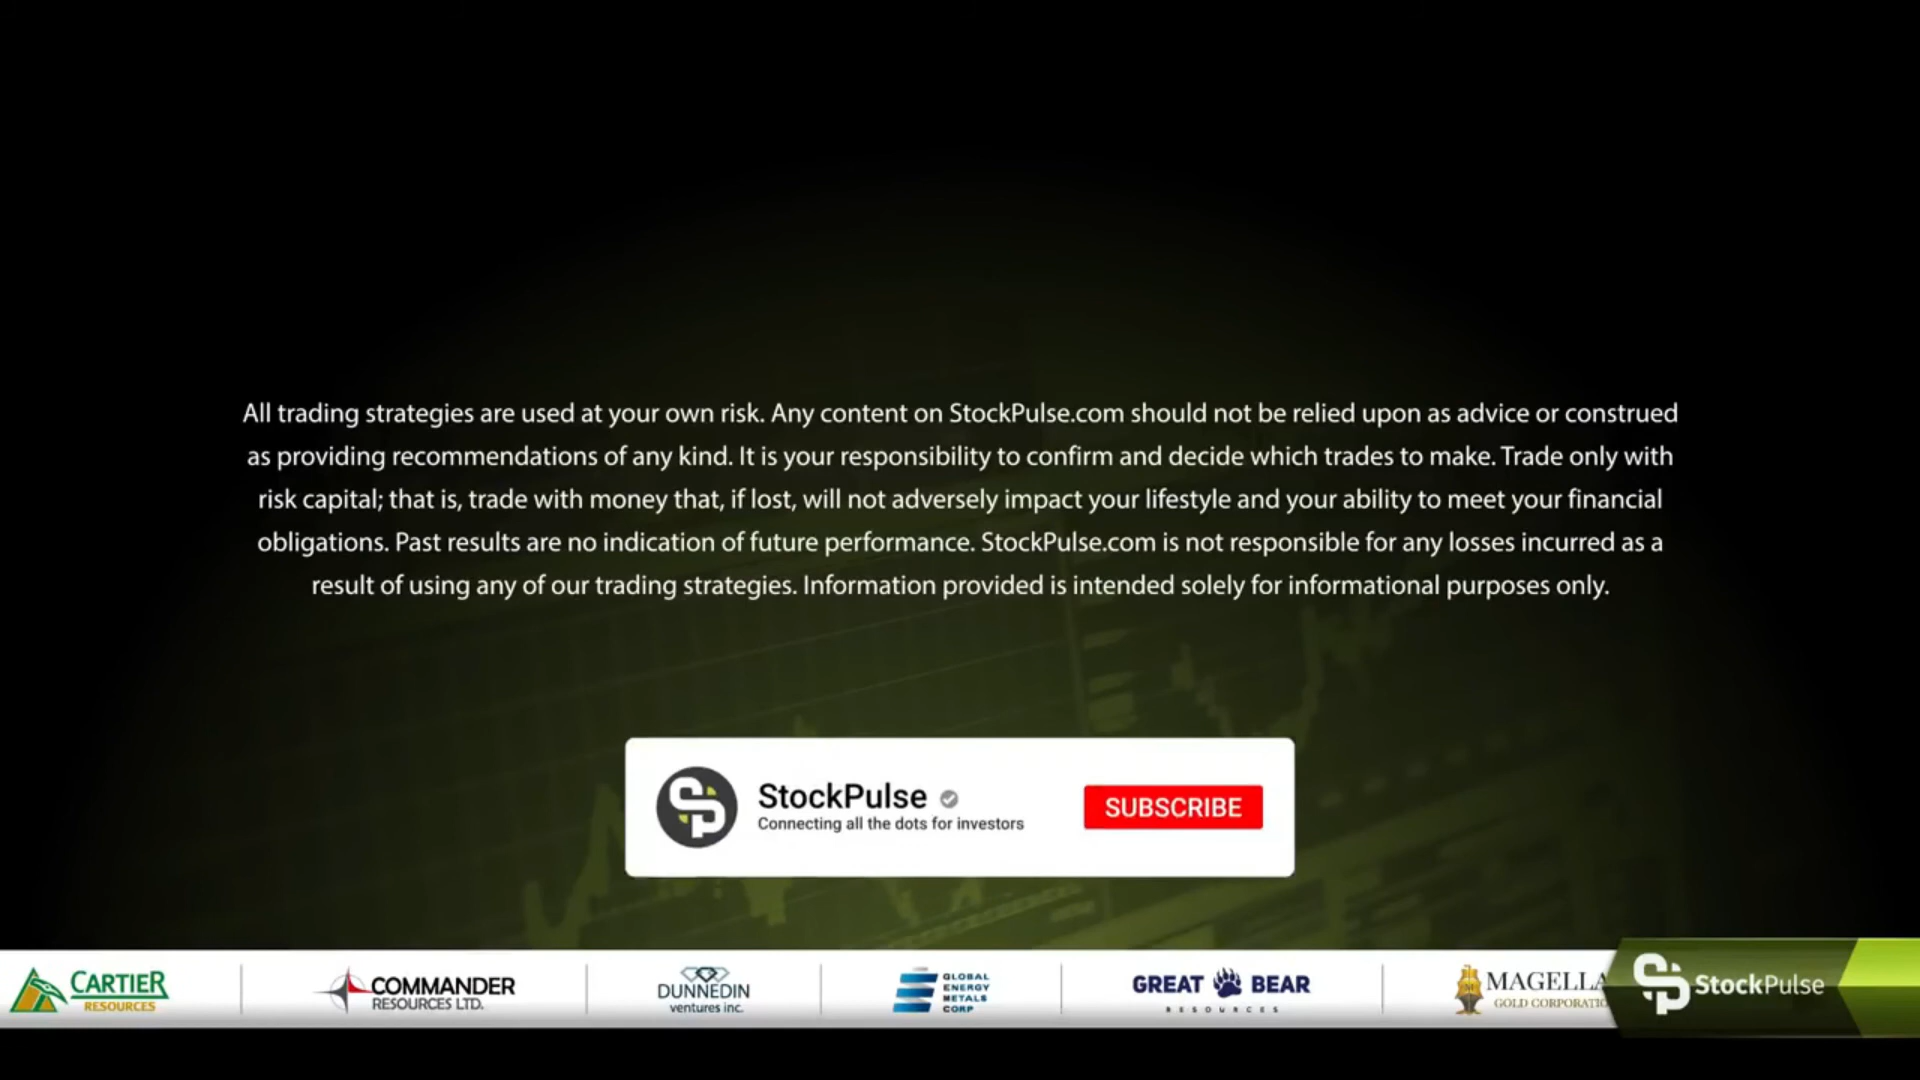 All trading strategies are used at your own risk. Any content on StockPulse.com should not be relied upon as advice or construed
as providing recommendations of any kind. It is your responsibility to confirm and decide which trades to make. Trade only with
risk capital; that is, trade with money that, if lost, will not adversely impact your lifestyle and your ability to meet your financial
obligations. Past results are no indication of future performance. StockPulse.com is not responsible for any losses incurred as a
result of using any of our trading strategies. Information provided is intended solely for informational purposes only.
StockPulse
Connecting all the dots for investors
SUBSCRIBE
CARTIER
RESOURCES
COMMANDER
RESOURCES LTD.
DUNNEDIN
ventures inc.
GLOBAL
ENERGY
METALS
CORP
GREAT BEAR
RESOURCES
MAGELLA
GOLD CORPORATIO
StockPulse